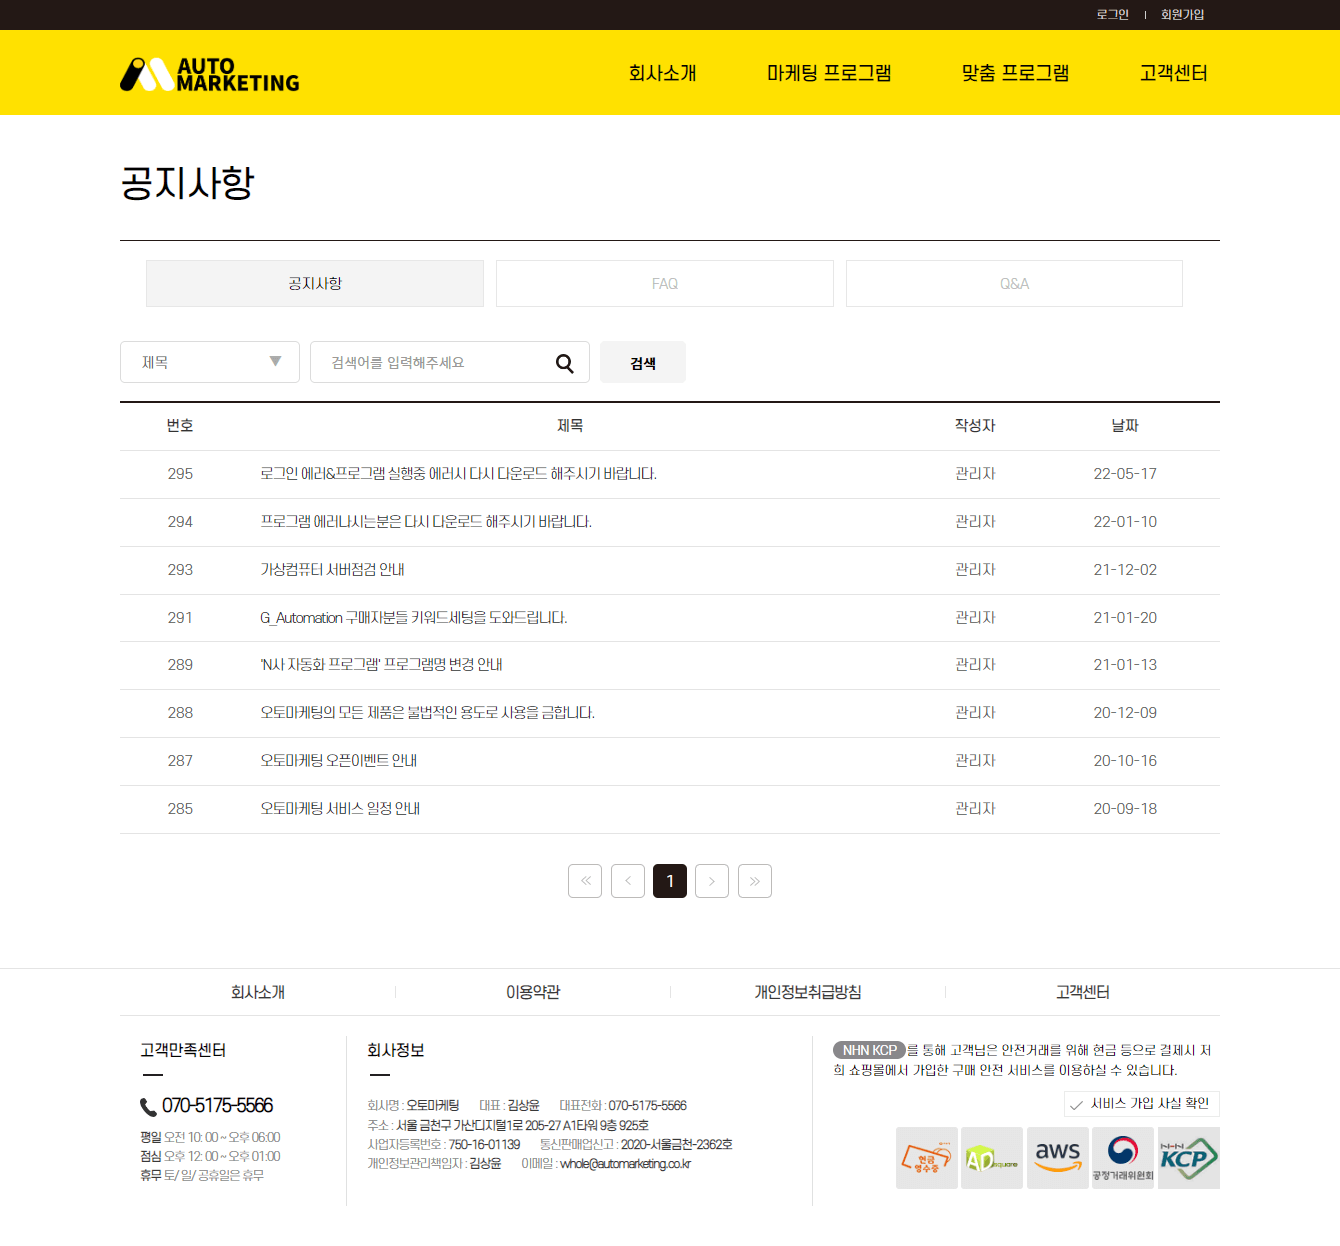 로그인 회원가입
AUTO MARKETING
회사소개 마케팅 프로그램 맞춤 프로그램 고객센터
공지사항
공지사항 FAQ Q&A
제목 ▼ 검색어를 입력해주세요 검색
번호 제목 작성자 날짜
295 로그인 에러&프로그램 실행중 에러시 다시 다운로드 해주시기 바랍니다. 관리자 22-05-17
294 프로그램 에러나시는분은 다시 다운로드 해주시기 바랍니다. 관리자 22-01-10
293 가상컴퓨터 서버점검 안내 관리자 21-12-02
291 G_Automation 구매자분들 키워드세팅을 도와드립니다. 관리자 21-01-20
289 'N사 자동화 프로그램' 프로그램명 변경 안내 관리자 21-01-13
288 오토마케팅의 모든 제품은 불법적인 용도로 사용을 금합니다. 관리자 20-12-09
287 오토마케팅 오픈이벤트 안내 관리자 20-10-16
285 오토마케팅 서비스 일정 안내 관리자 20-09-18
« < 1 > »
회사소개 이용약관 개인정보취급방침 고객센터
고객만족센터
070-5175-5566
평일 오전 10: 00 ~ 오후 06:00
점심 오후 12: 00 ~ 오후 01:00
휴무 토/ 일/ 공휴일은 휴무
회사정보
회사명 : 오토마케팅 대표 : 김상윤 대표전화 : 070-5175-5566
주소 : 서울 금천구 가산디지털1로 205-27 A1타워 9층 925호
사업자등록번호 : 750-16-01139 통신판매업신고 : 2020-서울금천-2362호
개인정보관리책임자 : 김상윤 이메일 : whole@automarketing.co.kr
NHN KCP 를 통해 고객님은 안전거래를 위해 현금 등으로 결제시 저
희 쇼핑몰에서 가입한 구매 안전 서비스를 이용하실 수 있습니다.
서비스 가입 사실 확인
현금영수증 ADsquare aws 공정거래위원회 NHN KCP